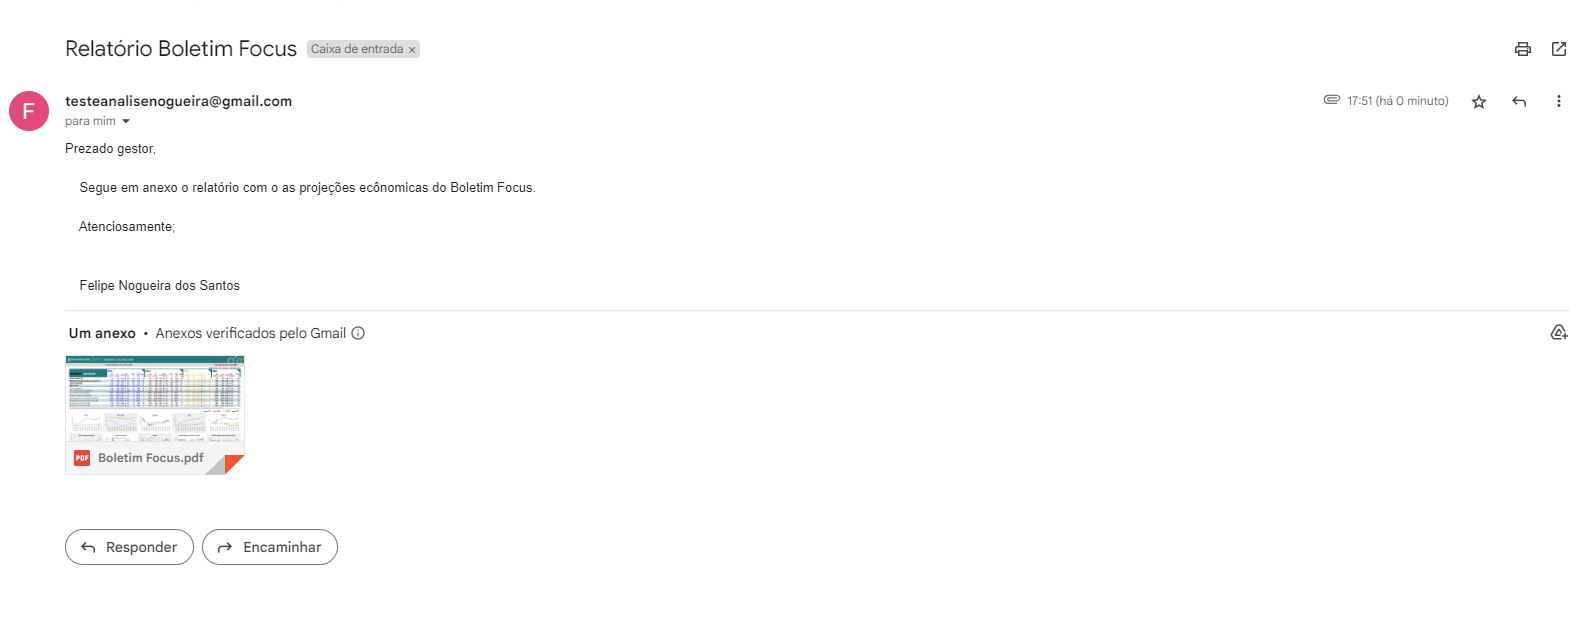 Relatório Boletim Focus Caixa de entrada ×
F
testeanalisenogueira@gmail.com 17:51 (há 0 minuto)
para mim
Prezado gestor,
Segue em anexo o relatório com o as projeções ecônomicas do Boletim Focus.
Atenciosamente;
Felipe Nogueira dos Santos
Um anexo • Anexos verificados pelo Gmail
PDF Boletim Focus.pdf
Responder Encaminhar